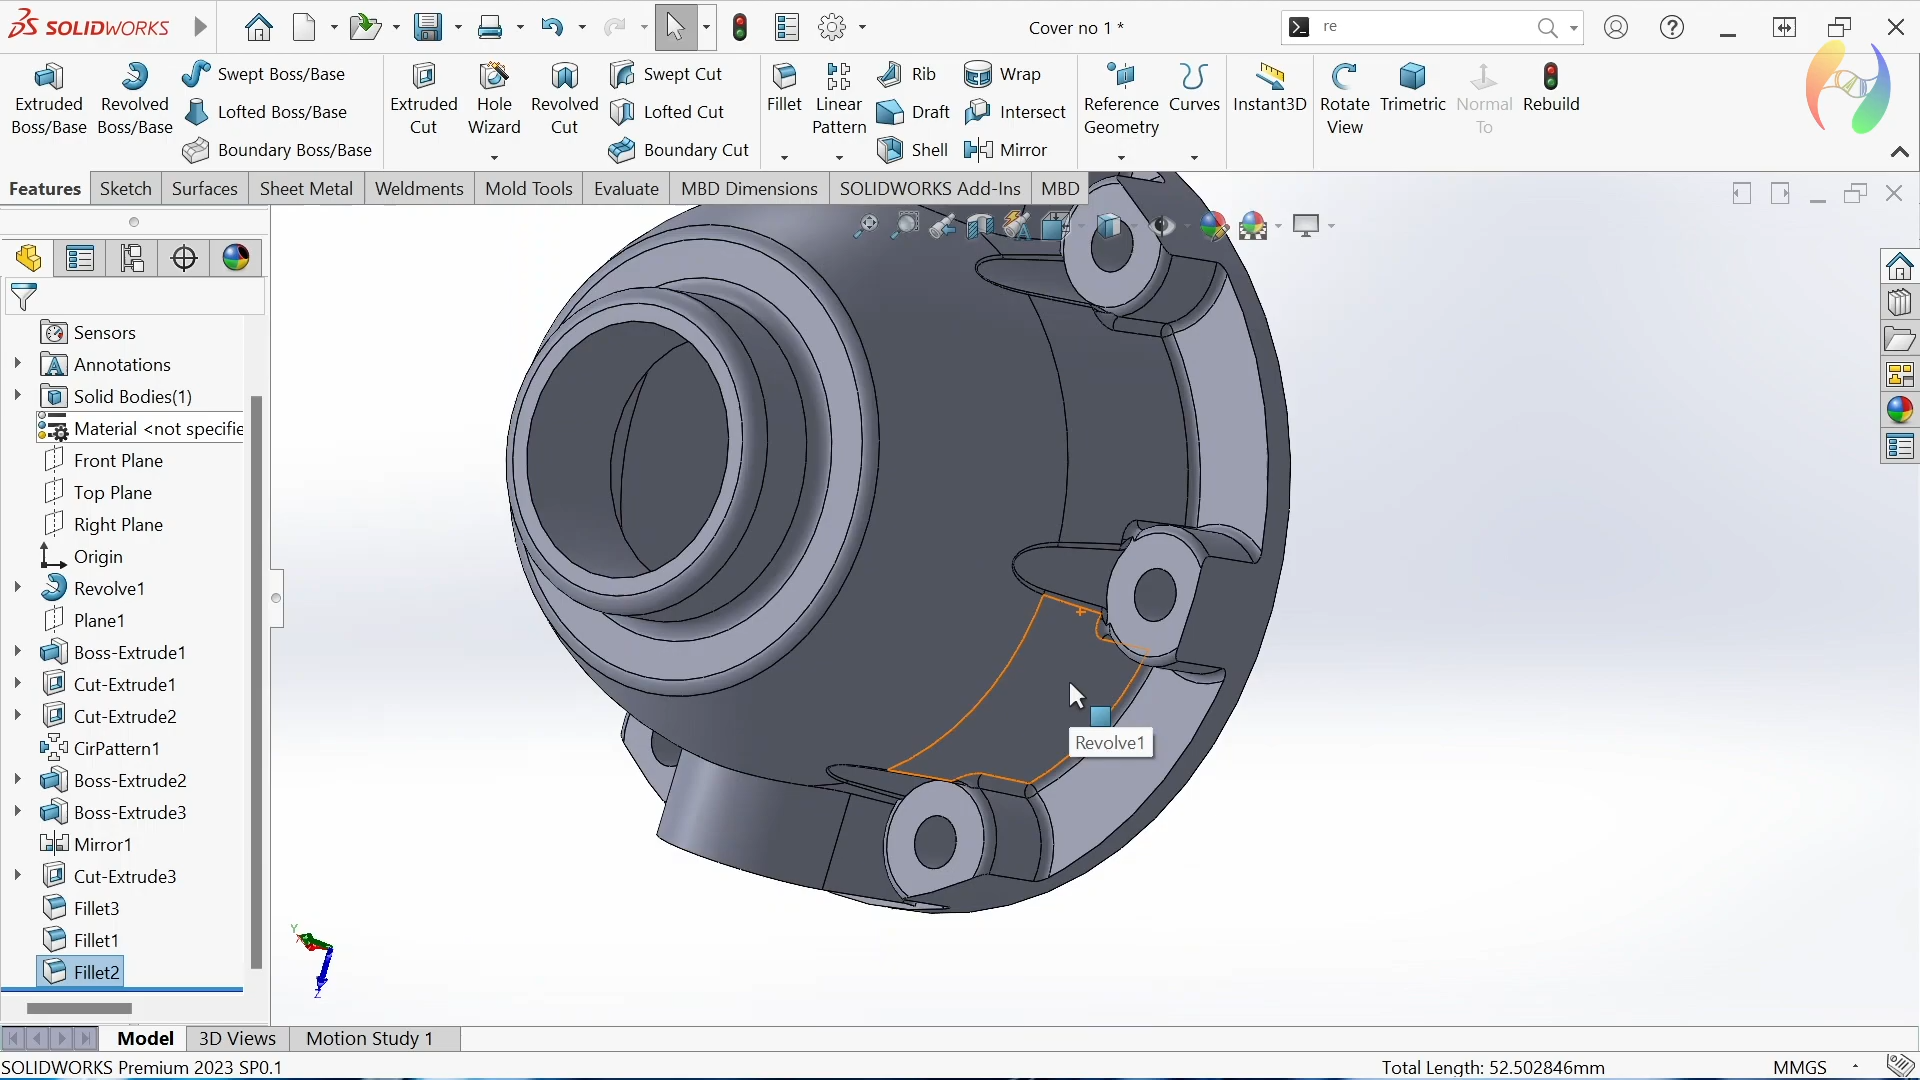 SOLIDWORKS
Cover no 1 *
re
Extruded Boss/Base
Revolved Boss/Base
Swept Boss/Base
Lofted Boss/Base
Boundary Boss/Base
Extruded Cut
Hole Wizard
Revolved Cut
Swept Cut
Lofted Cut
Boundary Cut
Fillet
Linear Pattern
Rib
Draft
Shell
Wrap
Intersect
Mirror
Reference Geometry
Curves
Instant3D
Rotate View
Trimetric
Normal To
Rebuild
Features
Sketch
Surfaces
Sheet Metal
Weldments
Mold Tools
Evaluate
MBD Dimensions
SOLIDWORKS Add-Ins
MBD
Sensors
Annotations
Solid Bodies(1)
Material <not specifie
Front Plane
Top Plane
Right Plane
Origin
Revolve1
Plane1
Boss-Extrude1
Cut-Extrude1
Cut-Extrude2
CirPattern1
Boss-Extrude2
Boss-Extrude3
Mirror1
Cut-Extrude3
Fillet3
Fillet1
Fillet2
Revolve1
Y
X
Z
Model
3D Views
Motion Study 1
SOLIDWORKS Premium 2023 SP0.1
Total Length: 52.502846mm
MMGS